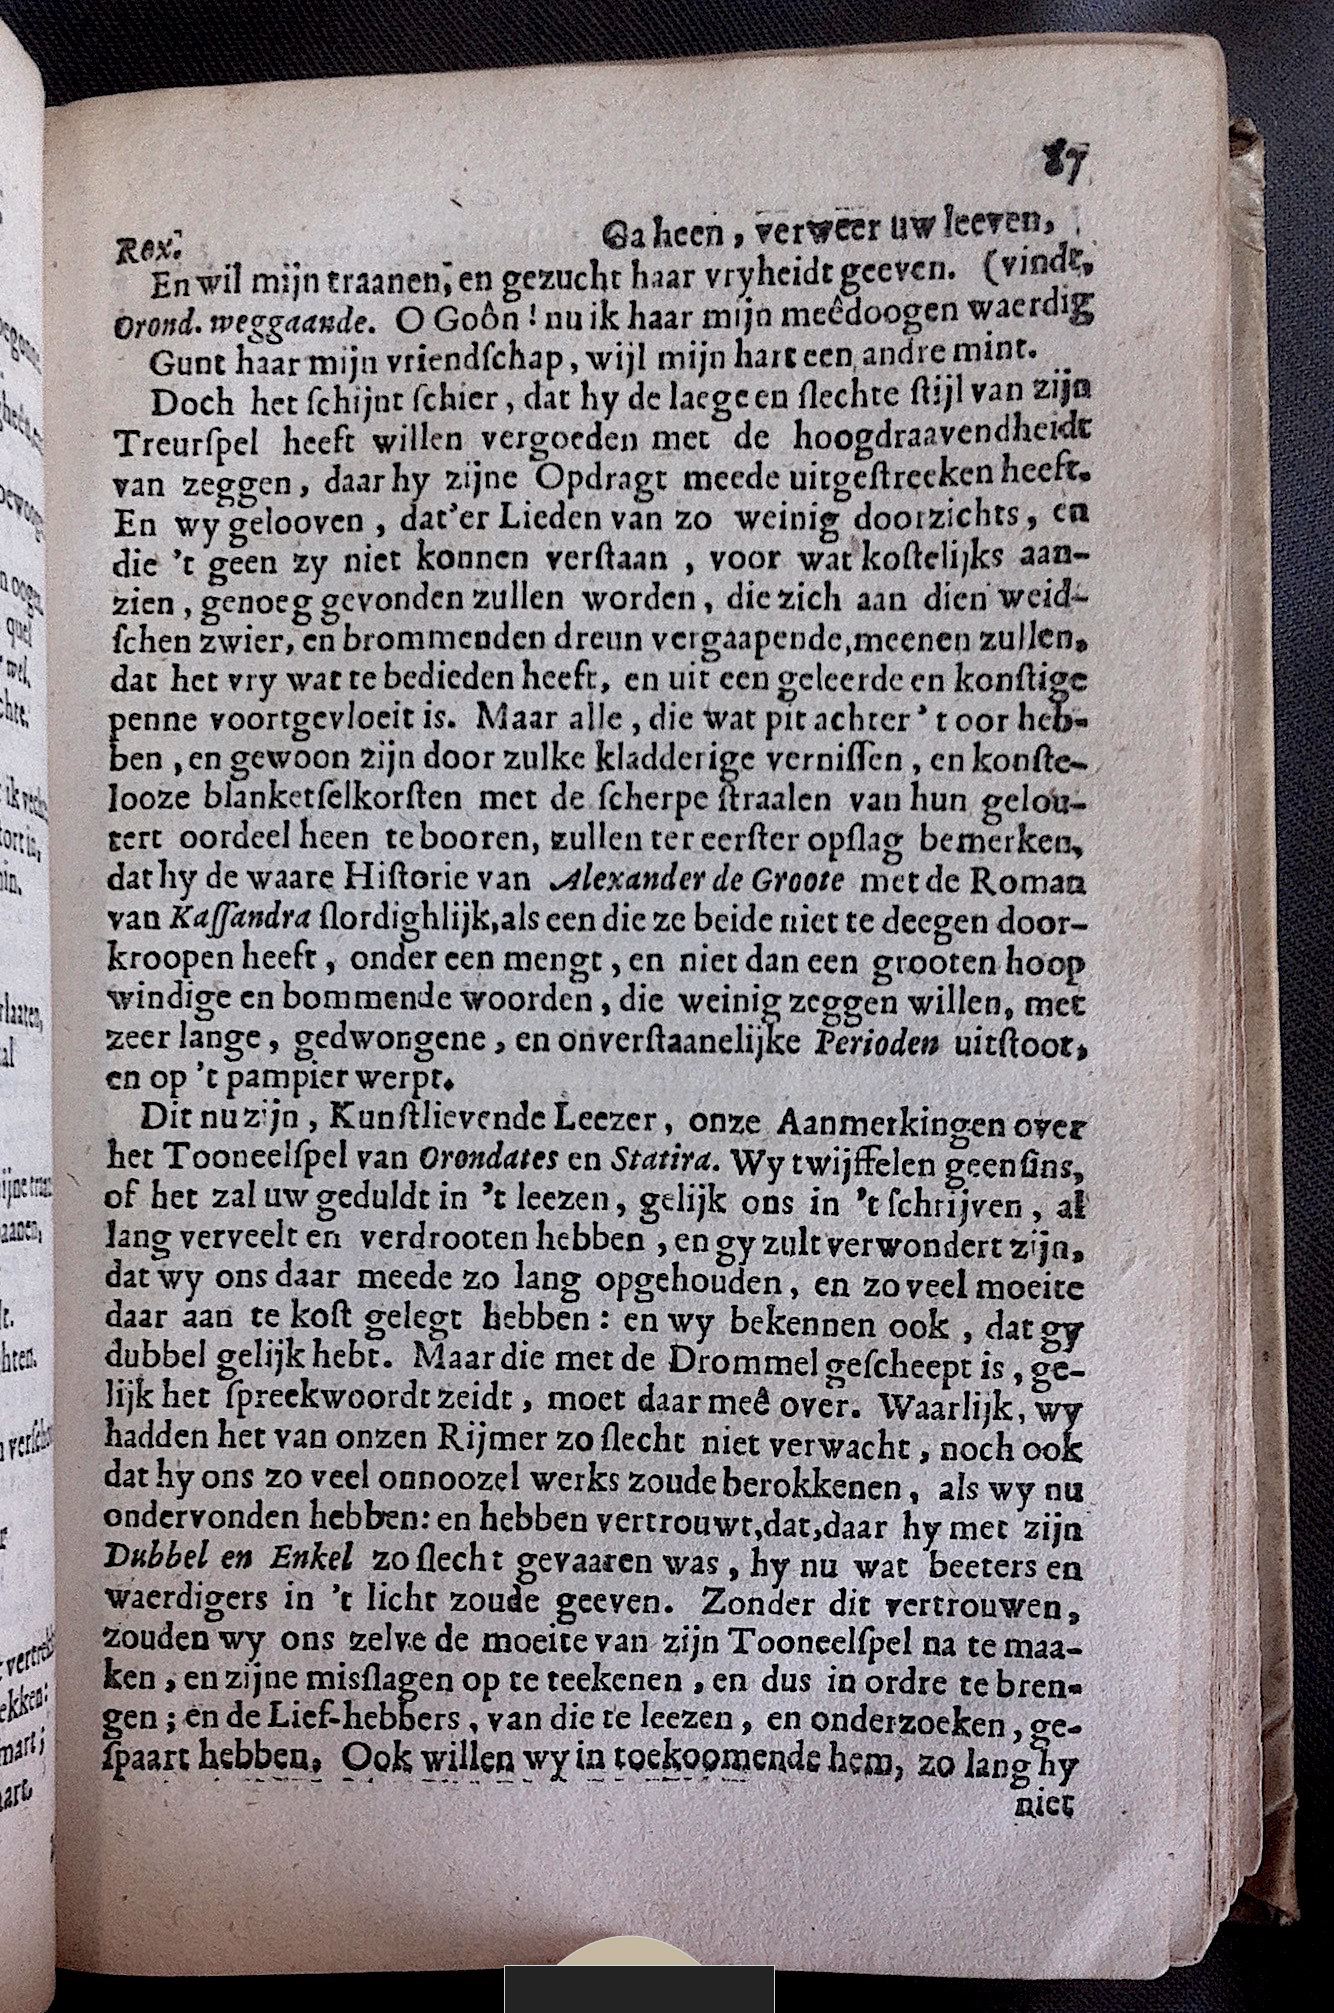 87
Rox. Ga heen, verweer uw leeven,
En wil mijn traanen, en gezucht haar vryheidt geeven. (vindt,
Orond. weggaande. O Goôn! nu ik haar mijn meêdoogen waerdig
Gunt haar mijn vriendſchap, wijl mijn hart een andre mint.
Doch het ſchijnt ſchier, dat hy de laege en ſlechte ſtijl van zijn
Treurſpel heeft willen vergoeden met de hoogdraavendheidt
van zeggen, daar hy zijne Opdragt meede uitgeſtreeken heeft.
En wy gelooven, dat'er Lieden van zo weinig doorzichts, en
die 't geen zy niet konnen verſtaan, voor wat koſtelijks aan-
zien, genoeg gevonden zullen worden, die zich aan dien weid-
ſchen zwier, en brommenden dreun vergaapende, meenen zullen,
dat het vry wat te bedieden heeft, en uit een geleerde en konſtige
penne voortgevloeit is. Maar alle, die wat pit achter 't oor heb-
ben, en gewoon zijn door zulke kladderige verniſſen, en konſte-
looze blanketſelkorſten met de ſcherpe ſtraalen van hun gelou-
tert oordeel heen te booren, zullen ter eerſter opſlag bemerken,
dat hy de waare Hiſtorie van Alexander de Groote met de Roman
van Kaſſandra ſlordighlijk, als een die ze beide niet te deegen door-
kroopen heeft, onder een mengt, en niet dan een grooten hoop
windige en bommende woorden, die weinig zeggen willen, met
zeer lange, gedwongene, en onverſtaanelijke Perioden uitſtoot,
en op 't pampier werpt.
Dit nu zijn, Kunſtlievende Leezer, onze Aanmerkingen over
het Tooneelſpel van Orondates en Statira. Wy twijffelen geenſins,
of het zal uw geduldt in 't leezen, gelijk ons in 't ſchrijven, al
lang verveelt en verdrooten hebben, en gy zult verwondert zijn,
dat wy ons daar meede zo lang opgehouden, en zo veel moeite
daar aan te koſt gelegt hebben: en wy bekennen ook, dat gy
dubbel gelijk hebt. Maar die met de Drommel geſcheept is, ge-
lijk het ſpreekwoordt zeidt, moet daar meê over. Waarlijk, wy
hadden het van onzen Rijmer zo ſlecht niet verwacht, noch ook
dat hy ons zo veel onnoozel werks zoude berokkenen, als wy nu
ondervonden hebben: en hebben vertrouwt, dat, daar hy met zijn
Dubbel en Enkel zo ſlecht gevaaren was, hy nu wat beeters en
waerdigers in 't licht zoude geeven. Zonder dit vertrouwen,
zouden wy ons zelve de moeite van zijn Tooneelſpel na te maa-
ken, en zijne misſlagen op te teekenen, en dus in ordre te bren-
gen; en de Lief-hebbers, van die te leezen, en onderzoeken, ge-
ſpaart hebben. Ook willen wy in toekoomende hem, zo lang hy
niet